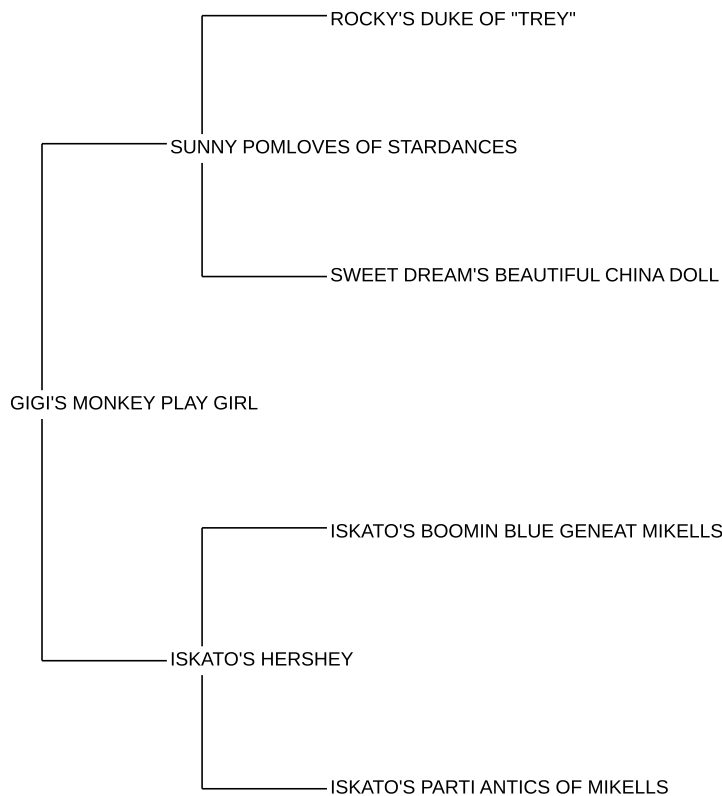 ROCKY'S DUKE OF "TREY"
SUNNY POMLOVES OF STARDANCES
SWEET DREAM'S BEAUTIFUL CHINA DOLL
GIGI'S MONKEY PLAY GIRL
ISKATO'S BOOMIN BLUE GENEAT MIKELLS
ISKATO'S HERSHEY
ISKATO'S PARTI ANTICS OF MIKELLS